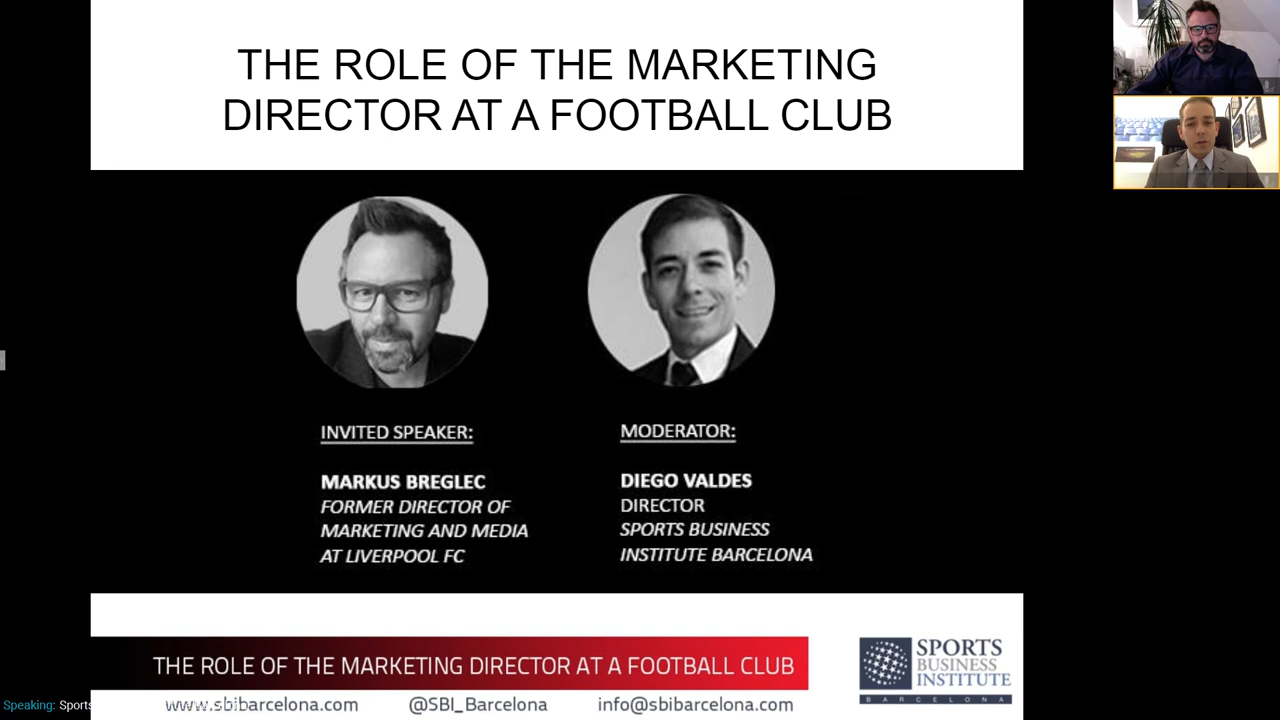 THE ROLE OF THE MARKETING
DIRECTOR AT A FOOTBALL CLUB
INVITED SPEAKER:
MARKUS BREGLEC
FORMER DIRECTOR OF
MARKETING AND MEDIA
AT LIVERPOOL FC
MODERATOR:
DIEGO VALDES
DIRECTOR
SPORTS BUSINESS
INSTITUTE BARCELONA
THE ROLE OF THE MARKETING DIRECTOR AT A FOOTBALL CLUB
SPORTS
BUSINESS
INSTITUTE
BARCELONA
www.sbibarcelona.com @SBI_Barcelona info@sbibarcelona.com
Speaking: Sports